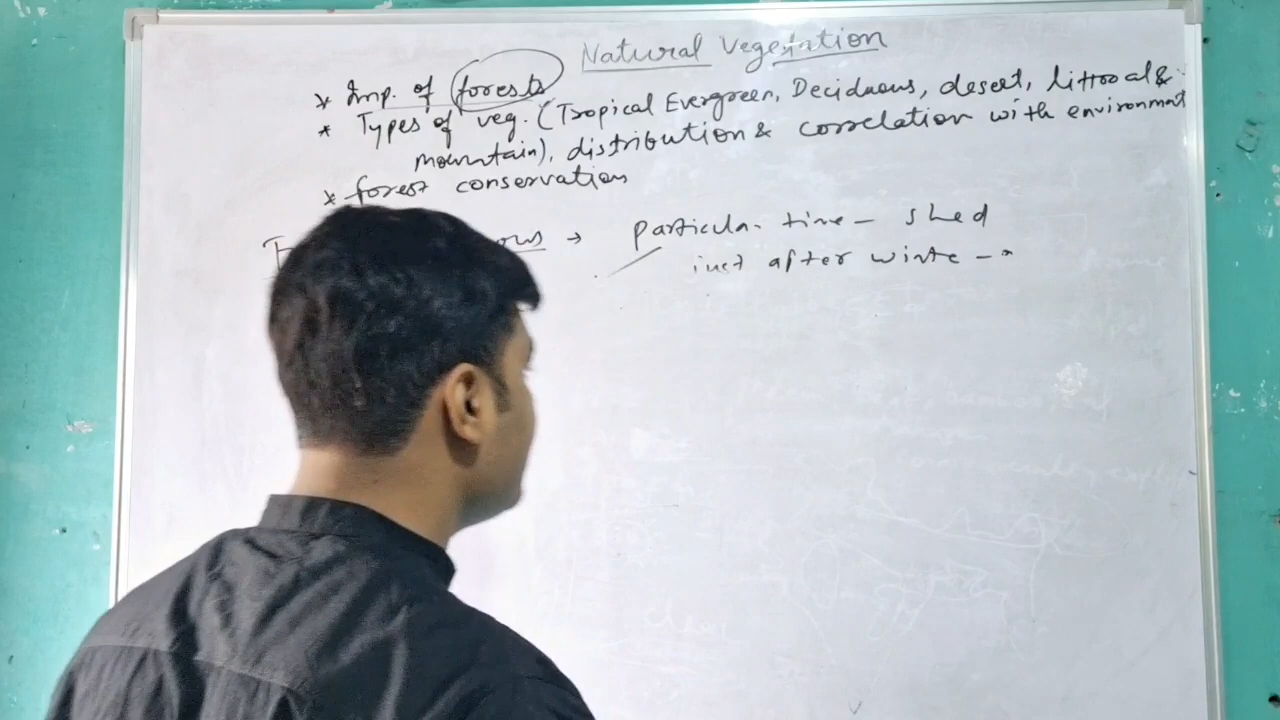 Natural Vegetation
* Imp. of forests
* Types of veg. (Tropical Evergreen, Deciduous, desert, littoral &
mountain), distribution & correlation with environment
* forest conservation
→ Particular time - shed
just after winte -